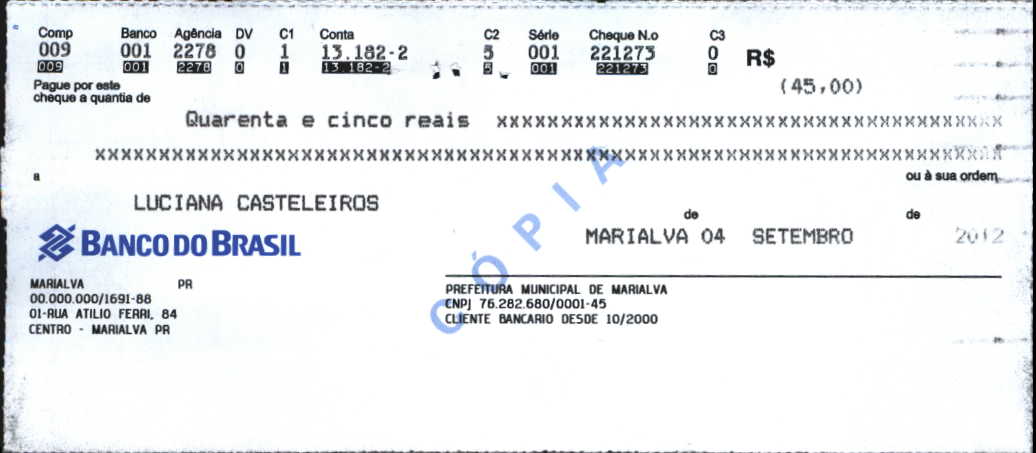 Comp Banco Agência DV C1 Conta C2 Série Cheque N.o C3
009 001 2278 0 1 13.182-2 5 001 221273 0 R$
009 001 2278 0 1 13.182-2 5 001 221273 0
(45,00)
Pague por este
cheque a quantia de
Quarenta e cinco reais xxxxxxxxxxxxxxxxxxxxxxxxxxxxxxxxxxxxxxx
xxxxxxxxxxxxxxxxxxxxxxxxxxxxxxxxxxxxxxxxxxxxxxxxxxxxxxx
a ou à sua ordem
LUCIANA CASTELEIROS
de de
MARIALVA 04 SETEMBRO 2012
BANCO DO BRASIL
CÓPIA
MARIALVA PR
00.000.000/1691-88
01-RUA ATILIO FERRI, 84
CENTRO - MARIALVA PR
PREFEITURA MUNICIPAL DE MARIALVA
CNPJ 76.282.680/0001-45
CLIENTE BANCARIO DESDE 10/2000